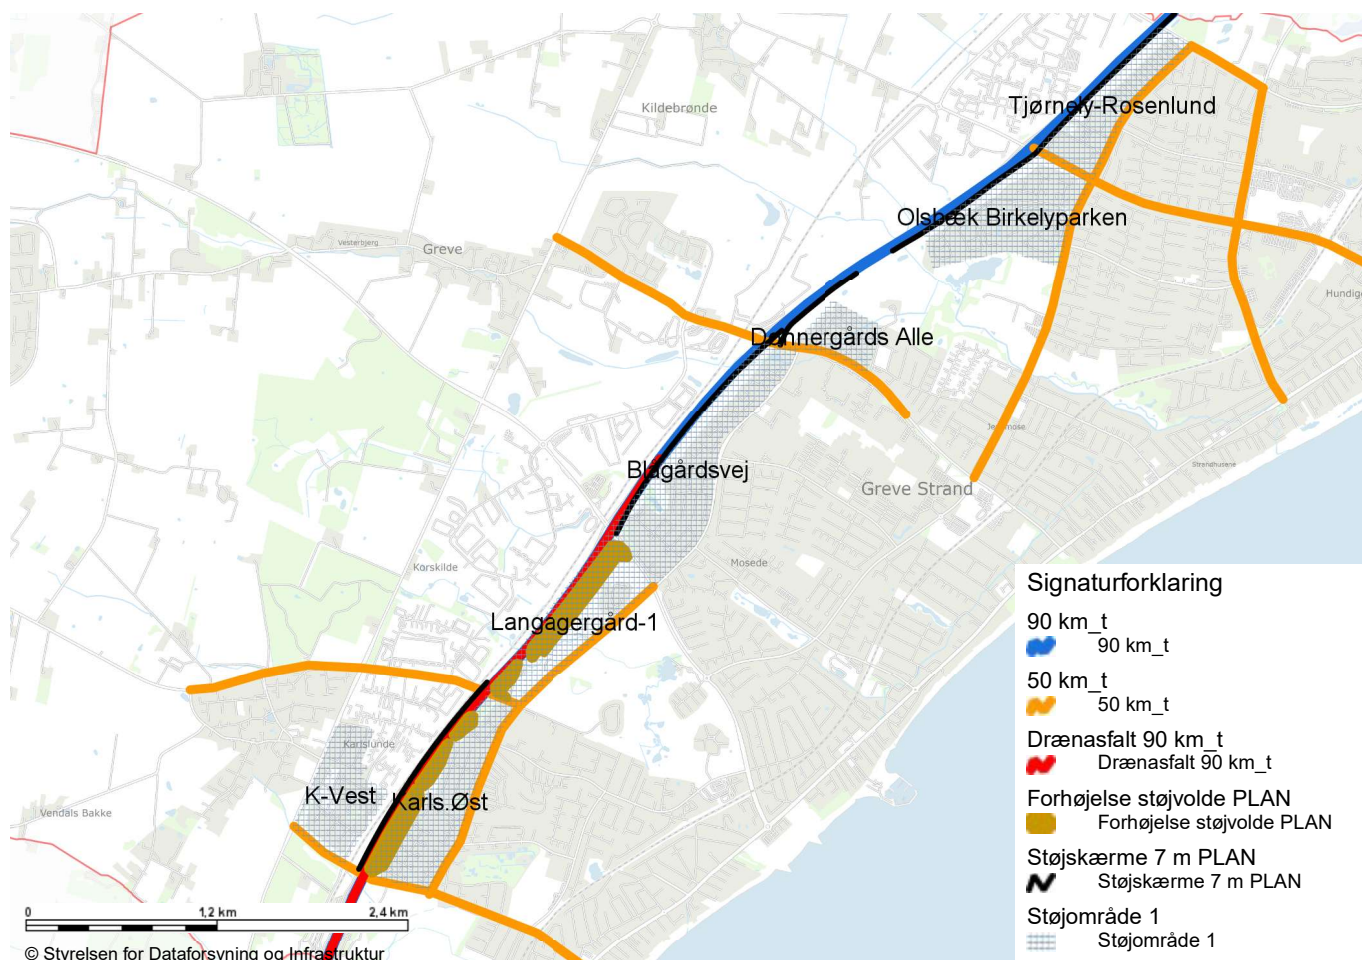 Tjørnely-Rosenlund
Kildebrønde
Olsbæk Birkelyparken
Vesterbjerg
Greve
Hundige
Dønnergårds Alle
Jerismose
Blågårdsvej
Strandhusene
Greve Strand
Mosede
Korskilde
Langagergård-1
Karlslunde
K-Vest
Karls.Øst
Vendals Bakke
Signaturforklaring
90 km_t
90 km_t
50 km_t
50 km_t
Drænasfalt 90 km_t
Drænasfalt 90 km_t
Forhøjelse støjvolde PLAN
Forhøjelse støjvolde PLAN
Støjskærme 7 m PLAN
Støjskærme 7 m PLAN
Støjområde 1
Støjområde 1
0 1,2 km 2,4 km
© Styrelsen for Dataforsyning og Infrastruktur